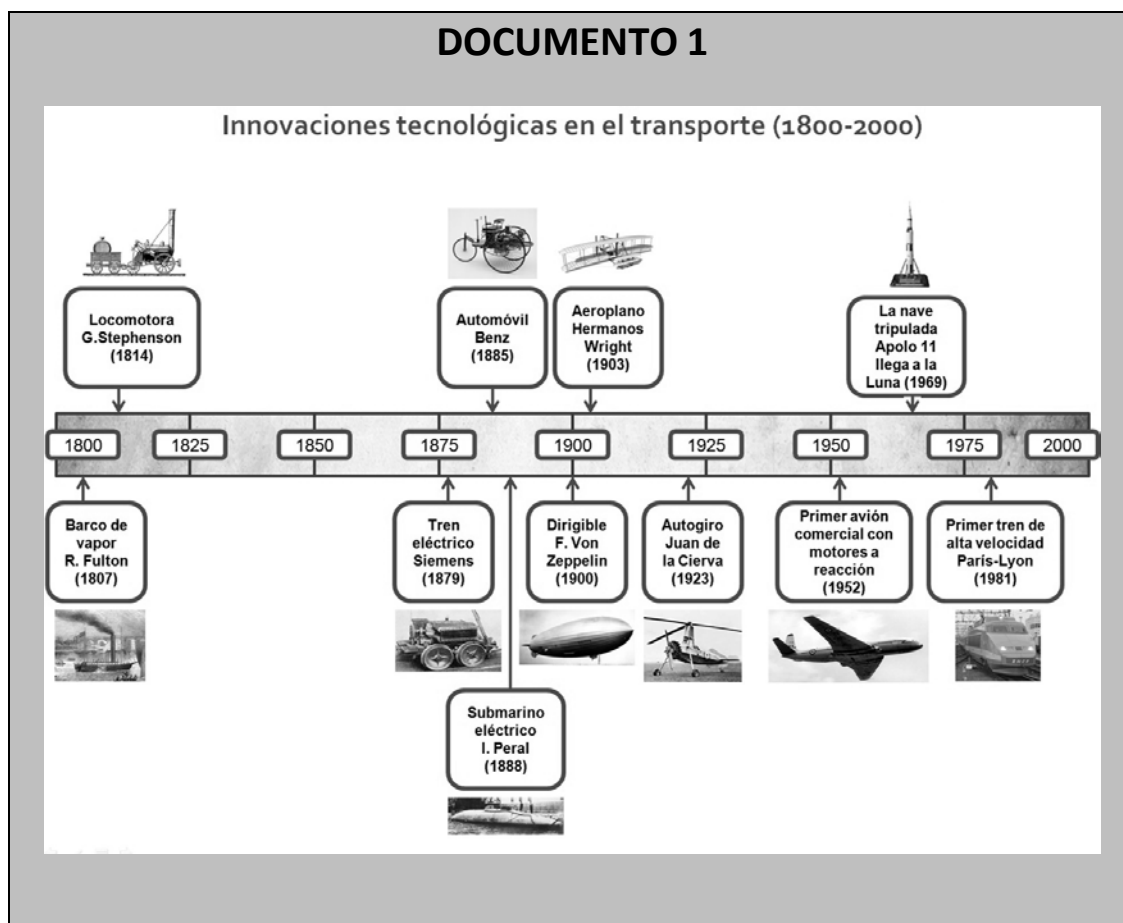 DOCUMENTO 1
Innovaciones tecnológicas en el transporte (1800-2000)
Locomotora
G.Stephenson
(1814)
Automóvil
Benz
(1885)
Aeroplano
Hermanos
Wright
(1903)
La nave
tripulada
Apolo 11
llega a la
Luna (1969)
1800
1825
1850
1875
1900
1925
1950
1975
2000
Barco de
vapor
R. Fulton
(1807)
Tren
eléctrico
Siemens
(1879)
Dirigible
F. Von
Zeppelin
(1900)
Autogiro
Juan de
la Cierva
(1923)
Primer avión
comercial con
motores a
reacción
(1952)
Primer tren de
alta velocidad
París-Lyon
(1981)
Submarino
eléctrico
I. Peral
(1888)